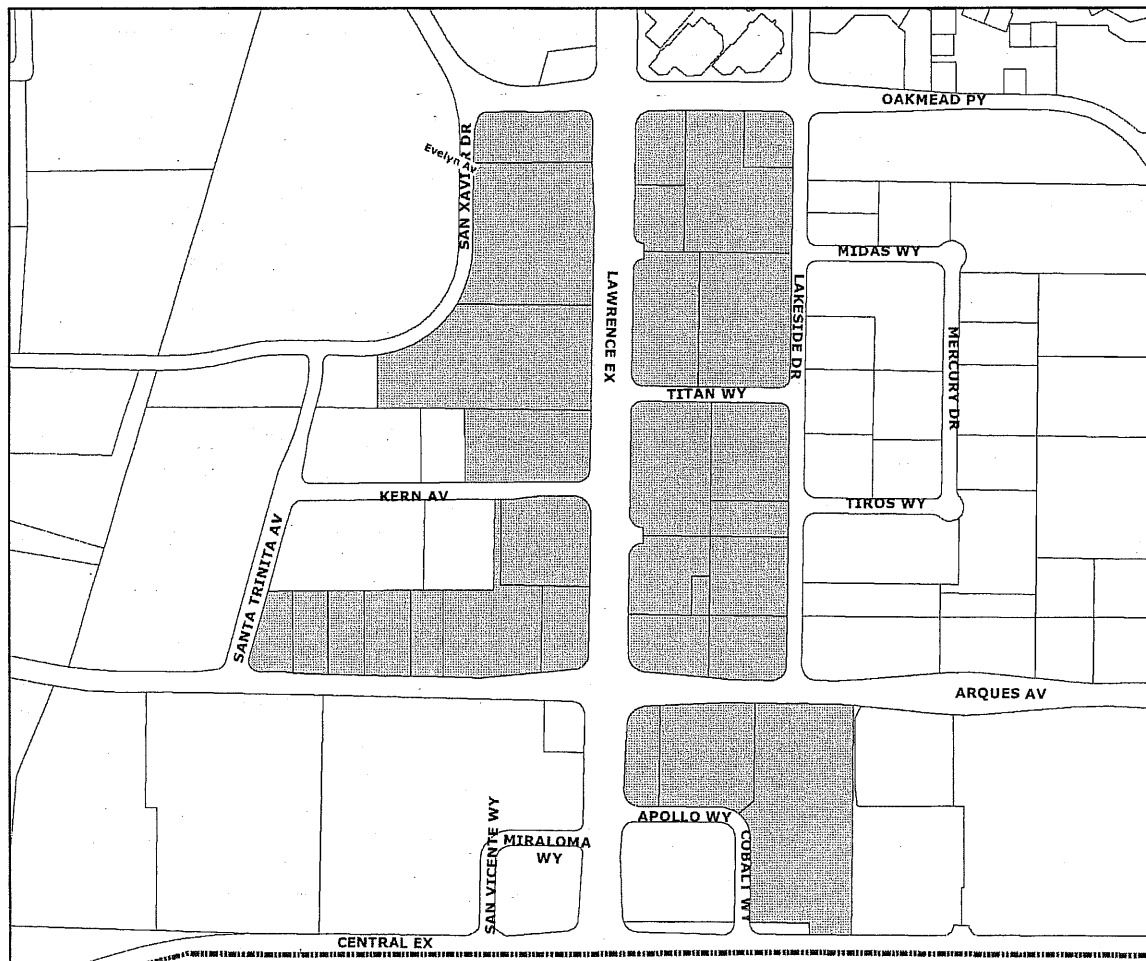 OAKMEAD PY
Evelyn Av
SAN XAVIER DR
MIDAS WY
LAWRENCE EX
LAKESIDE DR
MERCURY DR
TITAN WY
KERN AV
TIROS WY
SANTA TRINITA AV
ARQUES AV
APOLLO WY
COBALT WY
SAN VICENTE WY
MIRALOMA
WY
CENTRAL EX